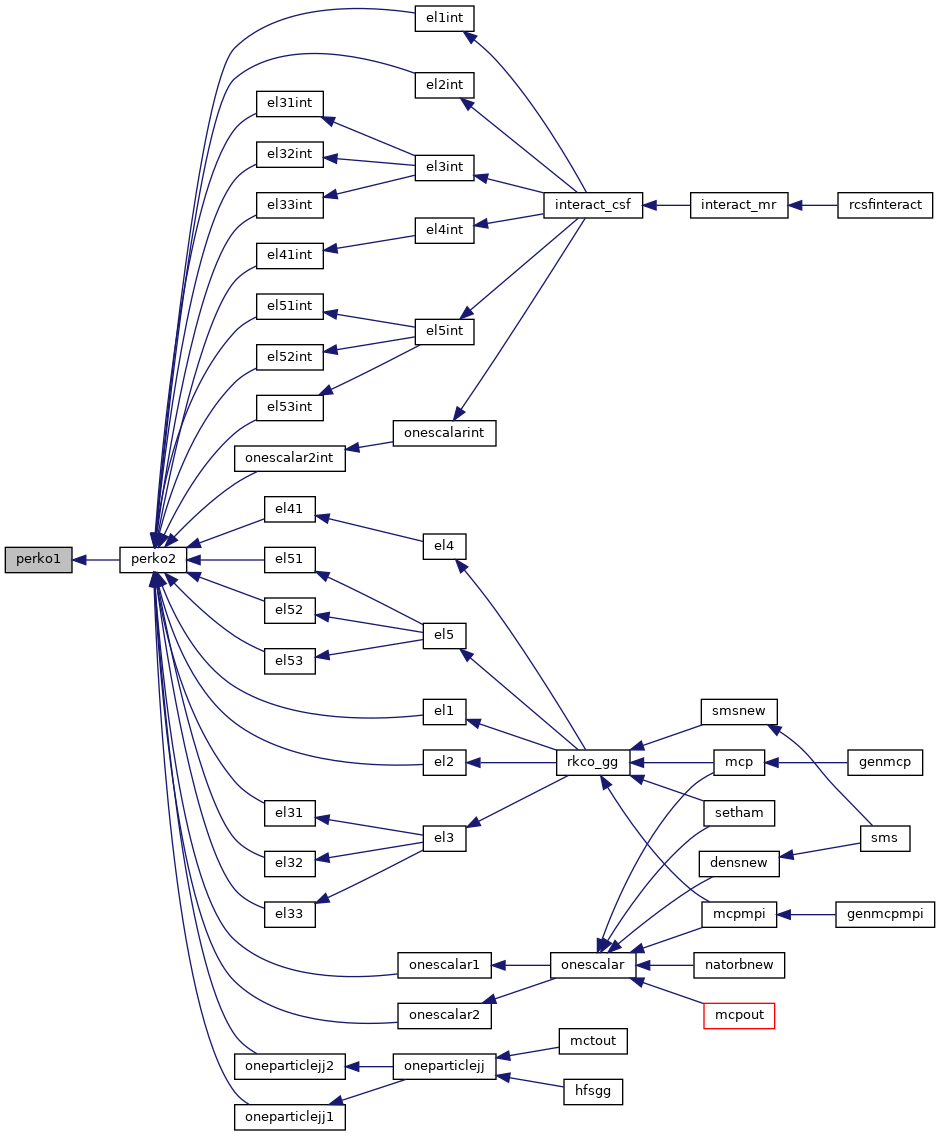 el1int
el2int
el31int
el32int
el3int
el33int
interact_csf
interact_mr
rcsfinteract
el4int
el41int
el51int
el5int
el52int
el53int
onescalarint
onescalar2int
el41
el4
perko1
perko2
el51
el52
el5
el53
el1
smsnew
el2
rkco_gg
mcp
genmcp
el31
setham
el3
sms
el32
densnew
el33
mcpmpi
genmcpmpi
onescalar1
onescalar
natorbnew
onescalar2
mcpout
mctout
oneparticlejj2
oneparticlejj
hfsgg
oneparticlejj1